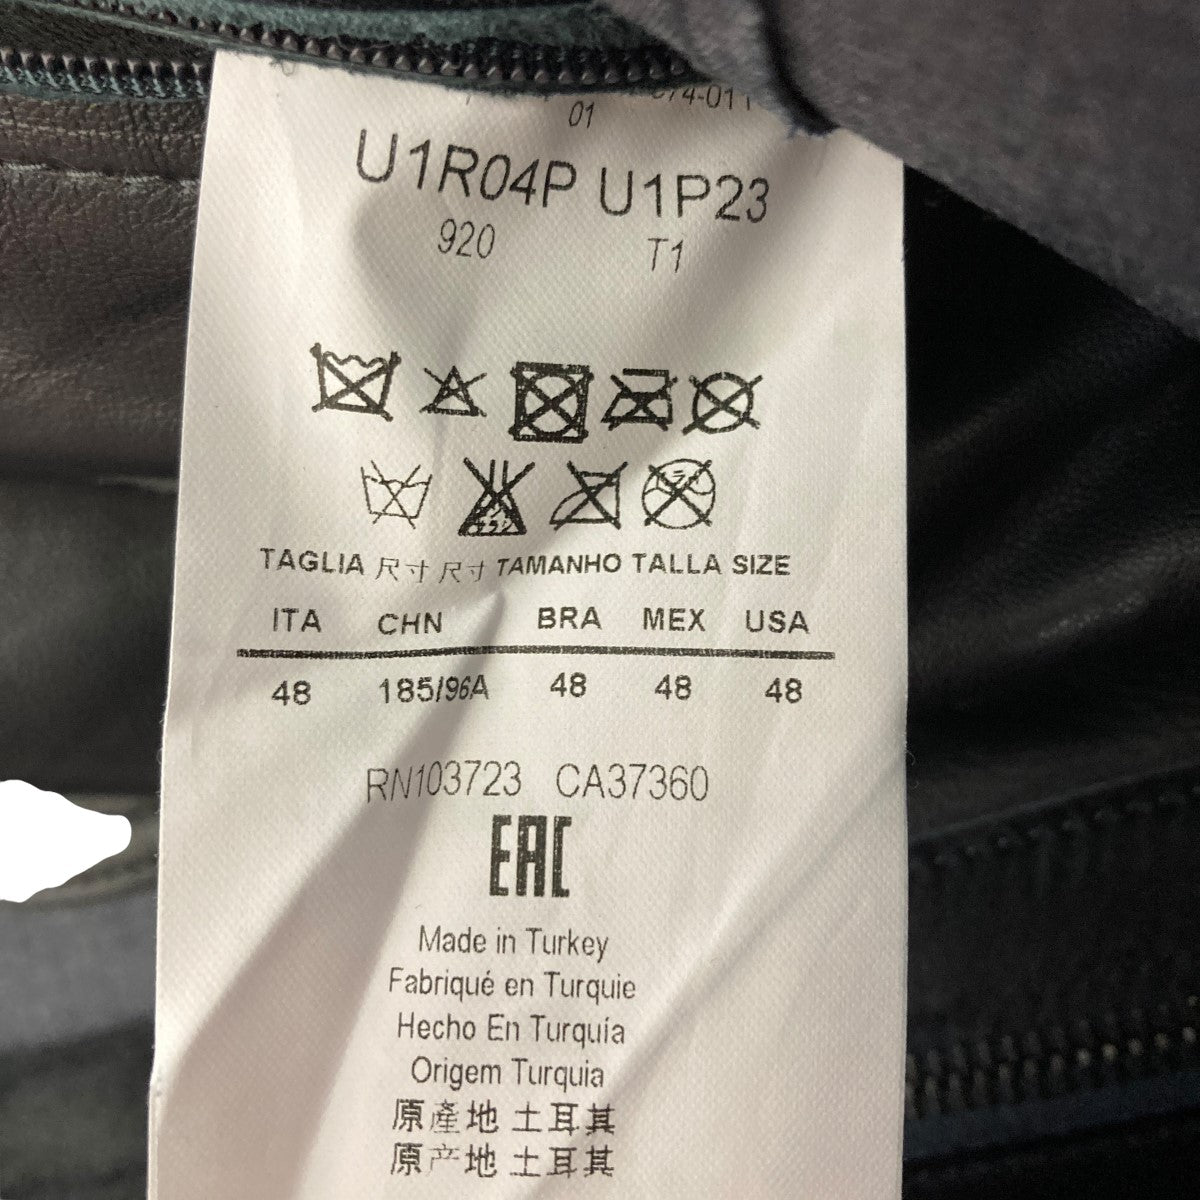 01
U1R04P U1P23
920 T1
TAGLIA 尺寸 尺寸 TAMANHO TALLA SIZE
ITA CHN BRA MEX USA
48 185/96A 48 48 48
RN103723 CA37360
EAC
Made in Turkey
Fabriqué en Turquie
Hecho En Turquía
Origem Turquia
原產地 土耳其
原产地 土耳其